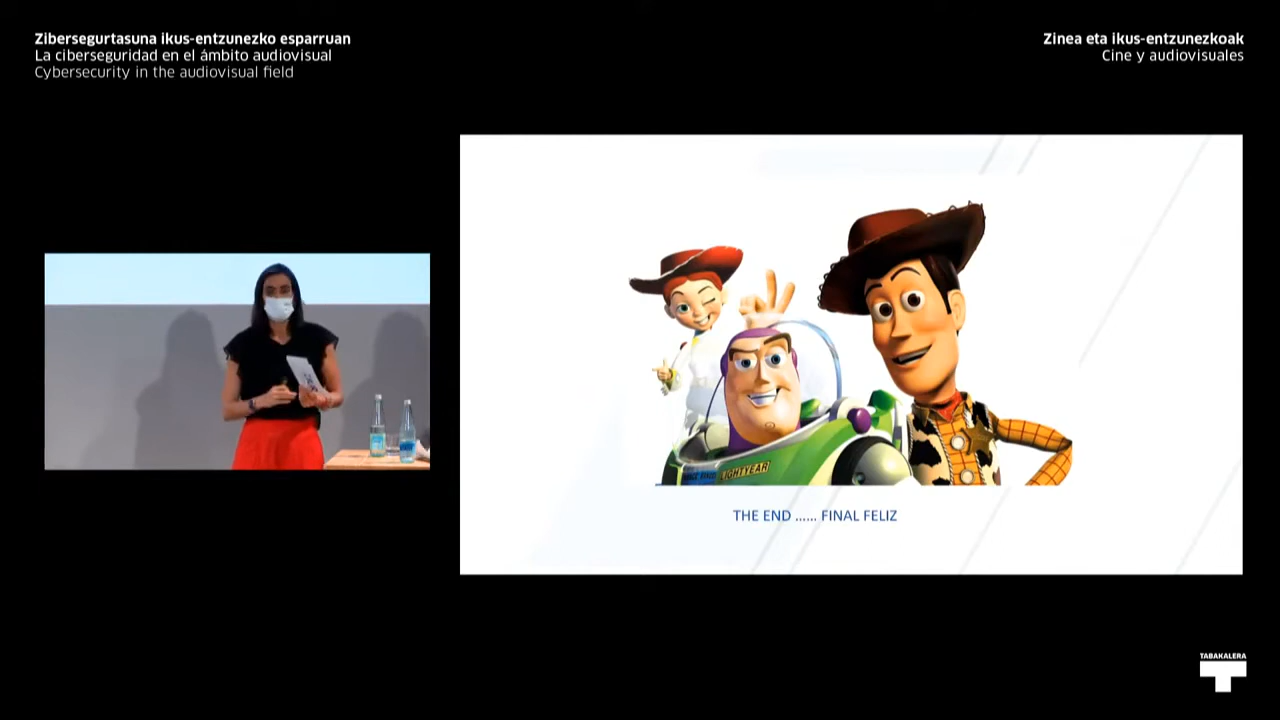 Zibersegurtasuna ikus-entzunezko esparruan
La ciberseguridad en el ámbito audiovisual
Cybersecurity in the audiovisual field
Zinea eta ikus-entzunezkoak
Cine y audiovisuales
LIGHTYEAR
THE END ...... FINAL FELIZ
TABAKALERA